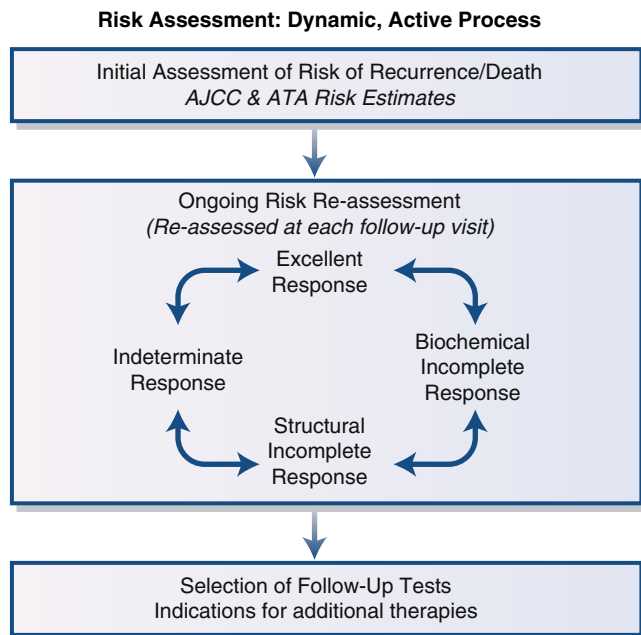 Risk Assessment: Dynamic, Active Process
Initial Assessment of Risk of Recurrence/Death
AJCC & ATA Risk Estimates
Ongoing Risk Re-assessment
(Re-assessed at each follow-up visit)
Excellent
Response
Indeterminate
Response
Biochemical
Incomplete
Response
Structural
Incomplete
Response
Selection of Follow-Up Tests
Indications for additional therapies